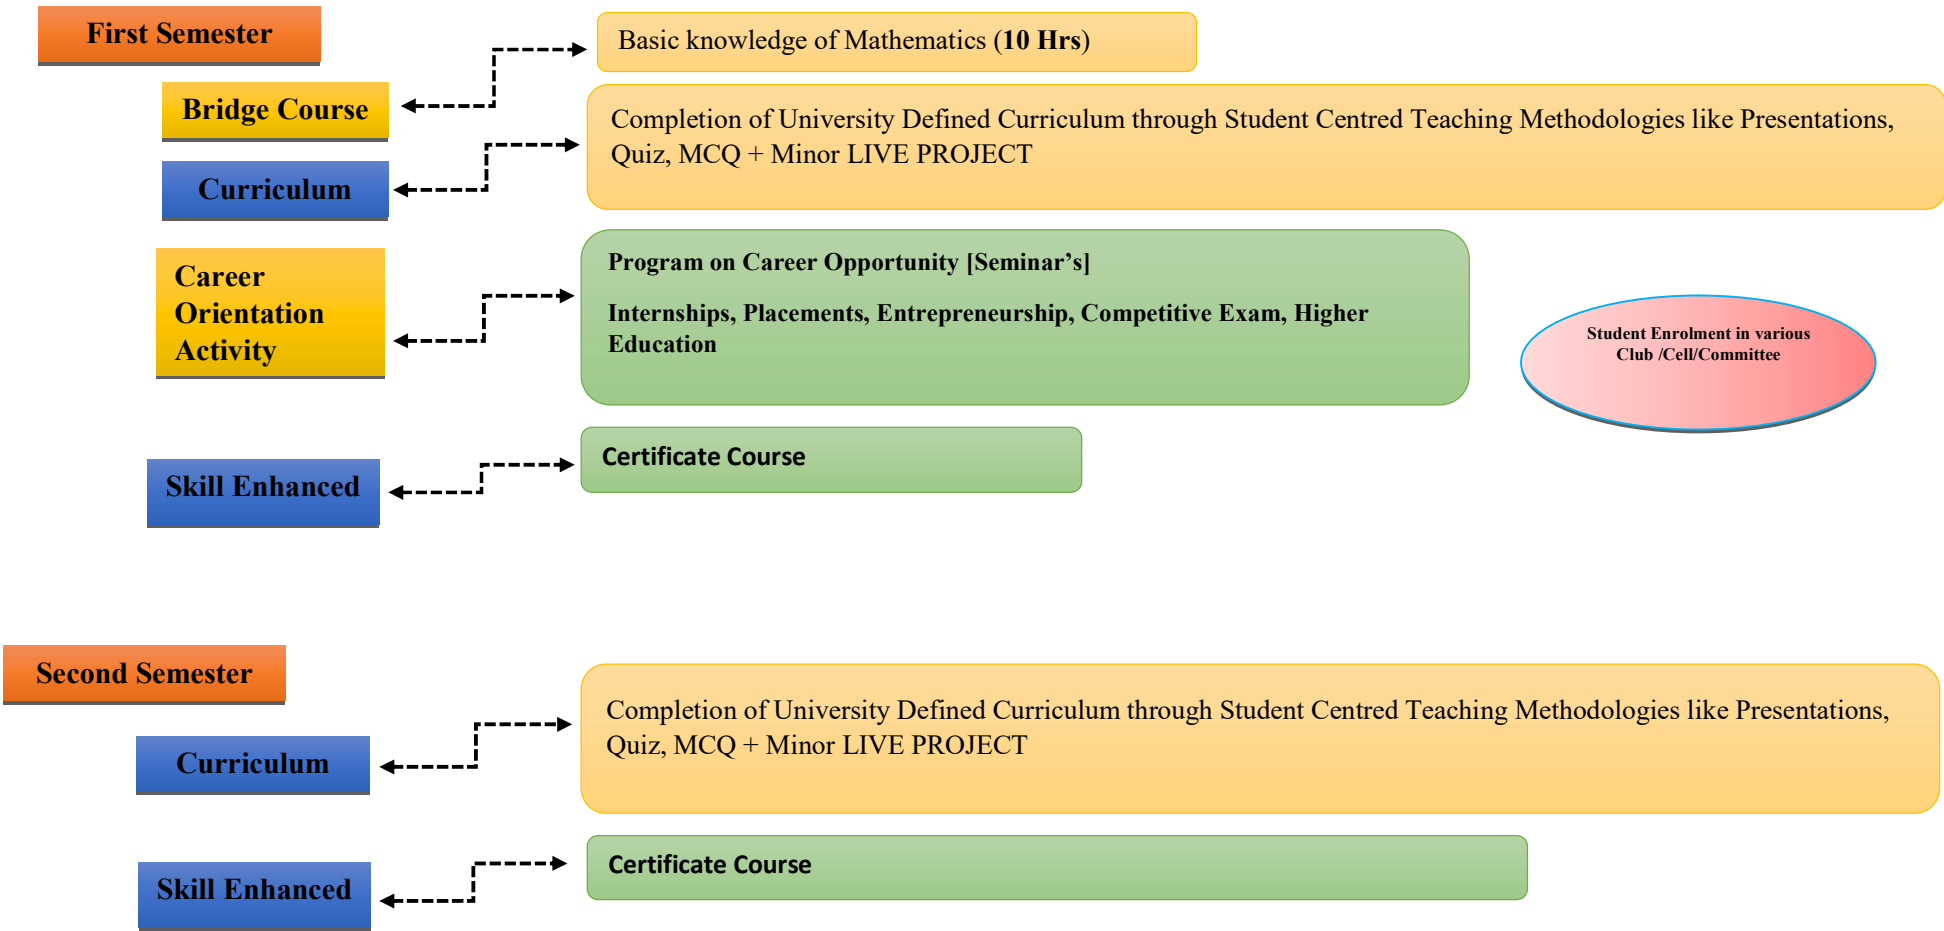 First Semester
Basic knowledge of Mathematics (10 Hrs)
Bridge Course
Completion of University Defined Curriculum through Student Centred Teaching Methodologies like Presentations,
Quiz, MCQ + Minor LIVE PROJECT
Curriculum
Career
Orientation
Activity
Program on Career Opportunity [Seminar’s]
Internships, Placements, Entrepreneurship, Competitive Exam, Higher
Education
Student Enrolment in various
Club /Cell/Committee
Skill Enhanced
Certificate Course
Second Semester
Completion of University Defined Curriculum through Student Centred Teaching Methodologies like Presentations,
Quiz, MCQ + Minor LIVE PROJECT
Curriculum
Certificate Course
Skill Enhanced